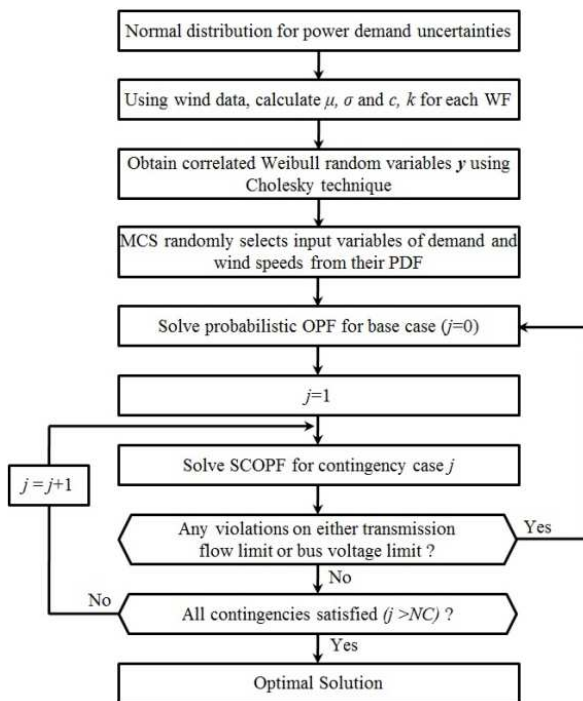 Normal distribution for power demand uncertainties
Using wind data, calculate μ, σ and c, k for each WF
Obtain correlated Weibull random variables y using
Cholesky technique
MCS randomly selects input variables of demand and
wind speeds from their PDF
Solve probabilistic OPF for base case (j=0)
j=1
Solve SCOPF for contingency case j
j = j+1
Any violations on either transmission
flow limit or bus voltage limit ?
Yes
No
All contingencies satisfied (j >NC) ?
No
Yes
Optimal Solution